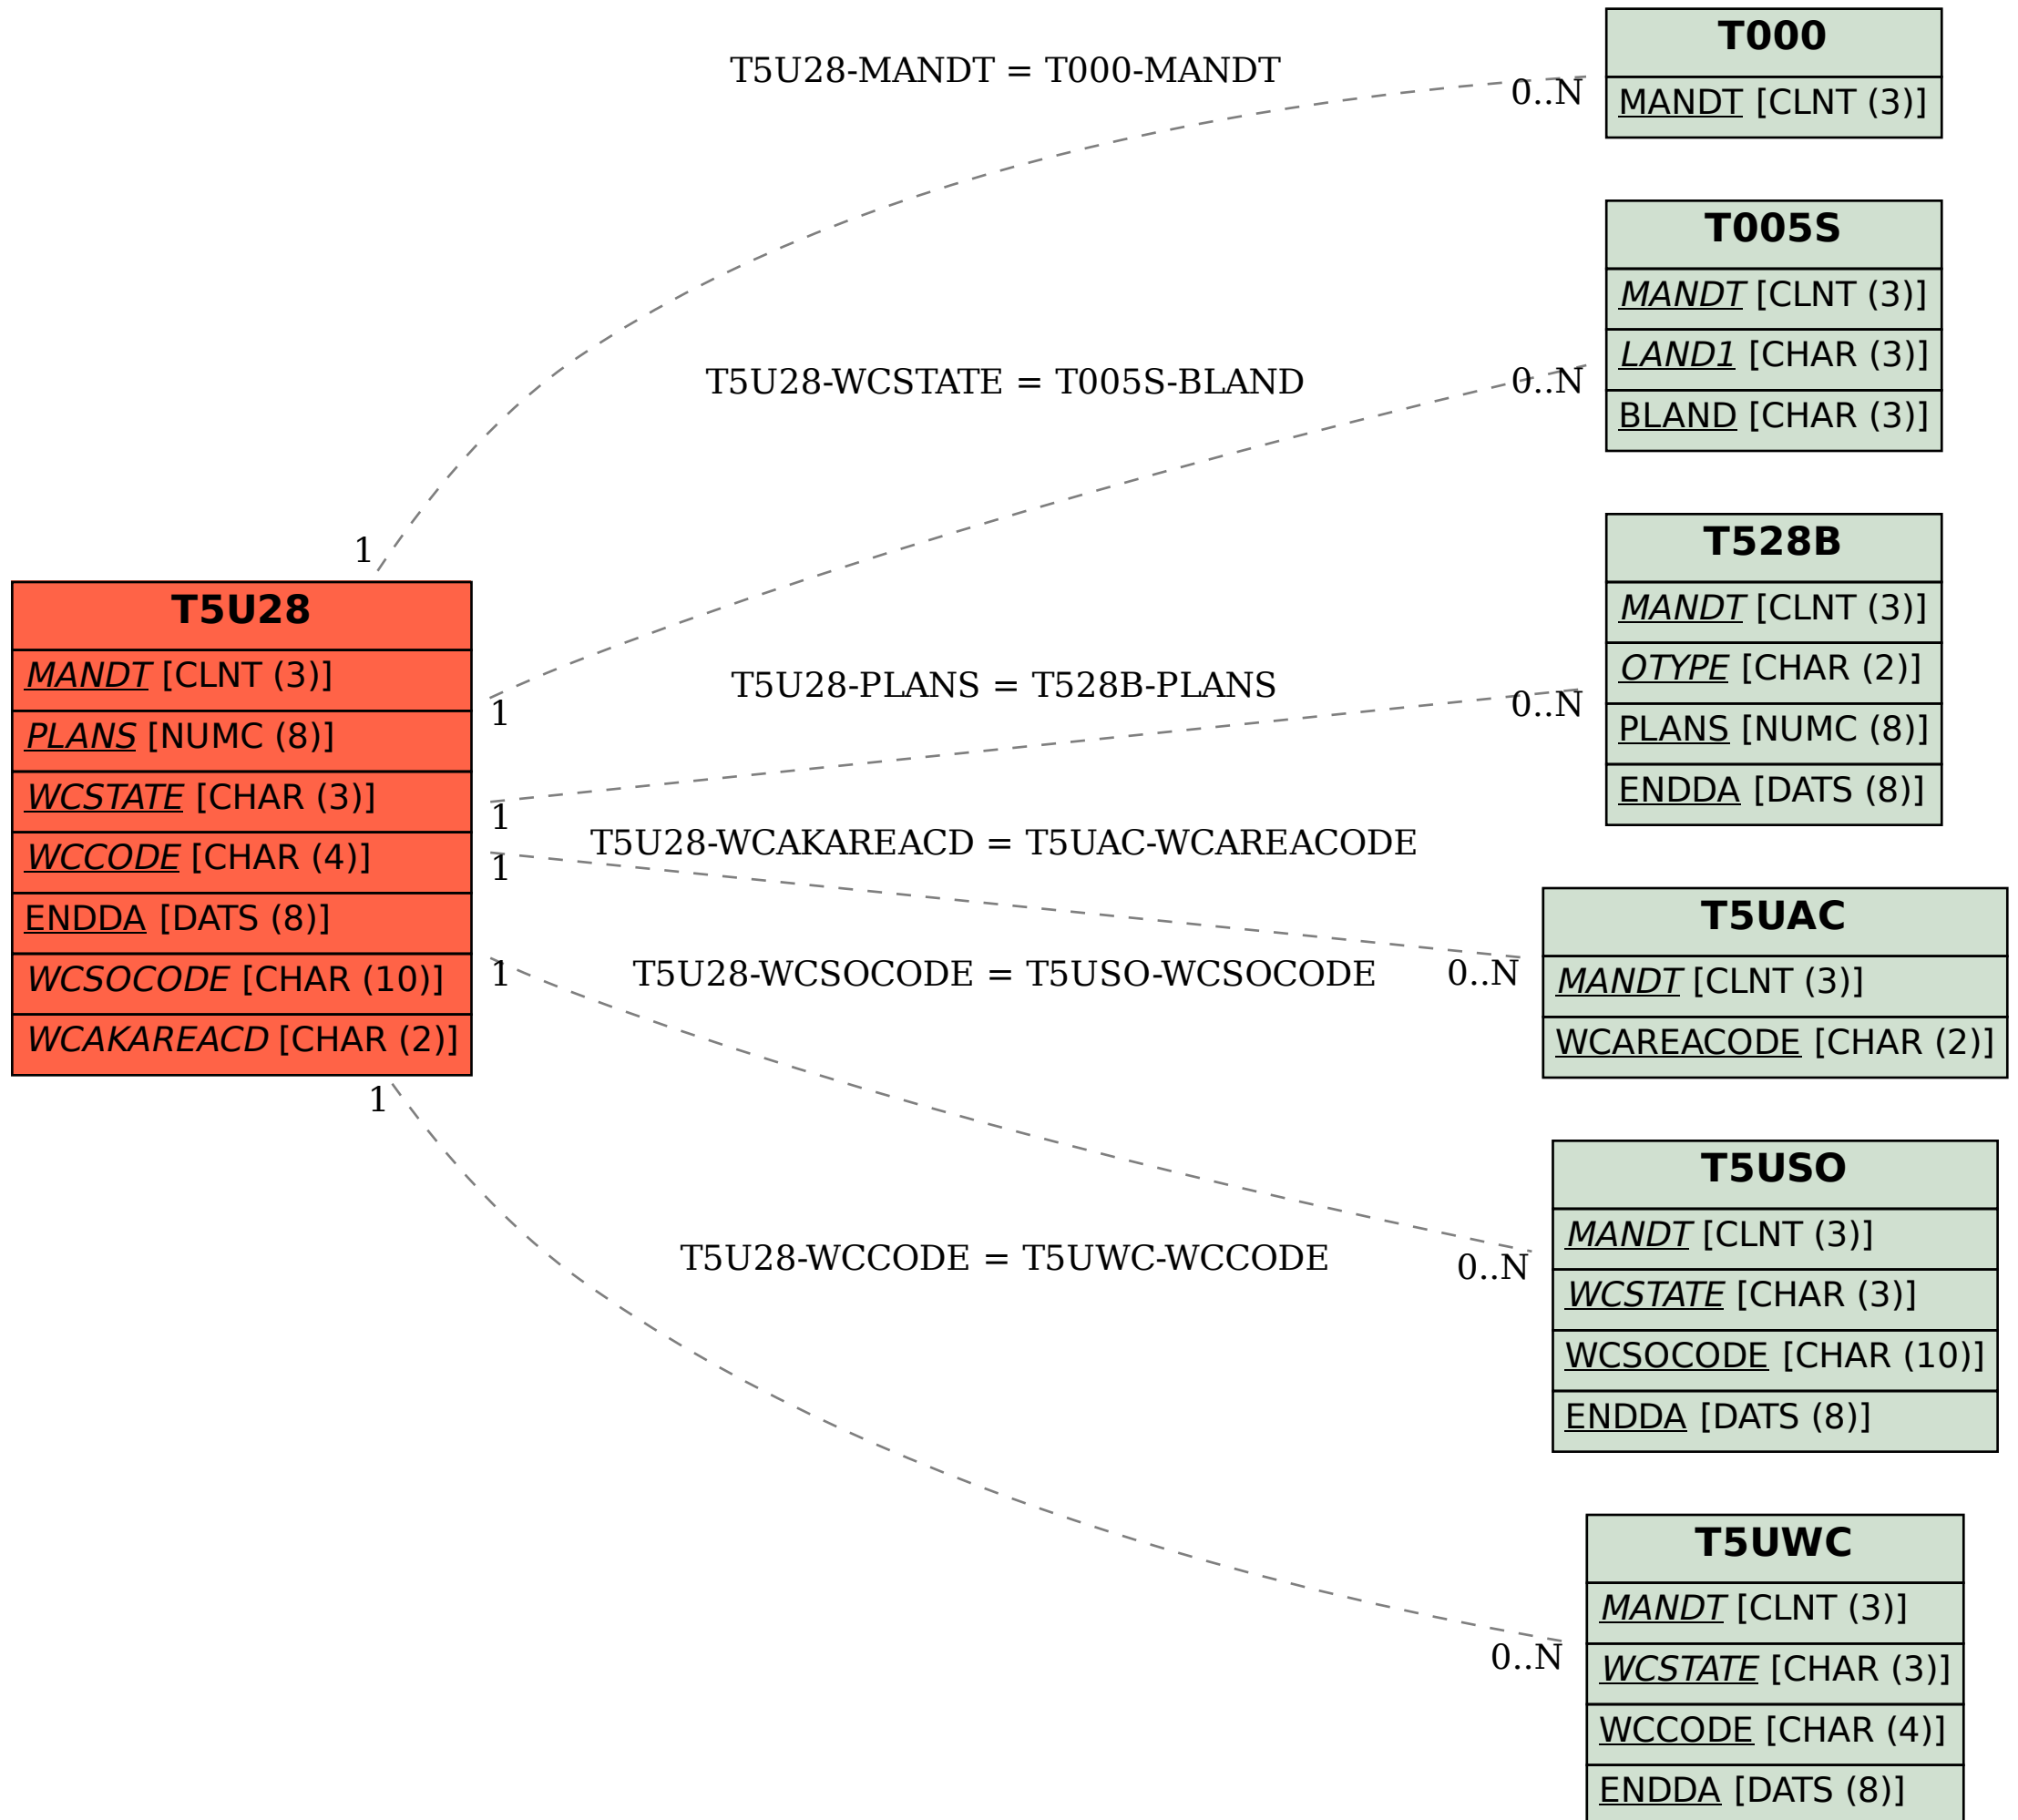 T5U28
MANDT [CLNT (3)]
PLANS [NUMC (8)]
WCSTATE [CHAR (3)]
WCCODE [CHAR (4)]
ENDDA [DATS (8)]
WCSOCODE [CHAR (10)]
WCAKAREACD [CHAR (2)]
T5U28-MANDT = T000-MANDT
1
0..N
T5U28-WCSTATE = T005S-BLAND
1
0..N
T5U28-PLANS = T528B-PLANS
1
0..N
T5U28-WCAKAREACD = T5UAC-WCAREACODE
1
0..N
T5U28-WCSOCODE = T5USO-WCSOCODE
1
0..N
T5U28-WCCODE = T5UWC-WCCODE
1
0..N
T000
MANDT [CLNT (3)]
T005S
MANDT [CLNT (3)]
LAND1 [CHAR (3)]
BLAND [CHAR (3)]
T528B
MANDT [CLNT (3)]
OTYPE [CHAR (2)]
PLANS [NUMC (8)]
ENDDA [DATS (8)]
T5UAC
MANDT [CLNT (3)]
WCAREACODE [CHAR (2)]
T5USO
MANDT [CLNT (3)]
WCSTATE [CHAR (3)]
WCSOCODE [CHAR (10)]
ENDDA [DATS (8)]
T5UWC
MANDT [CLNT (3)]
WCSTATE [CHAR (3)]
WCCODE [CHAR (4)]
ENDDA [DATS (8)]